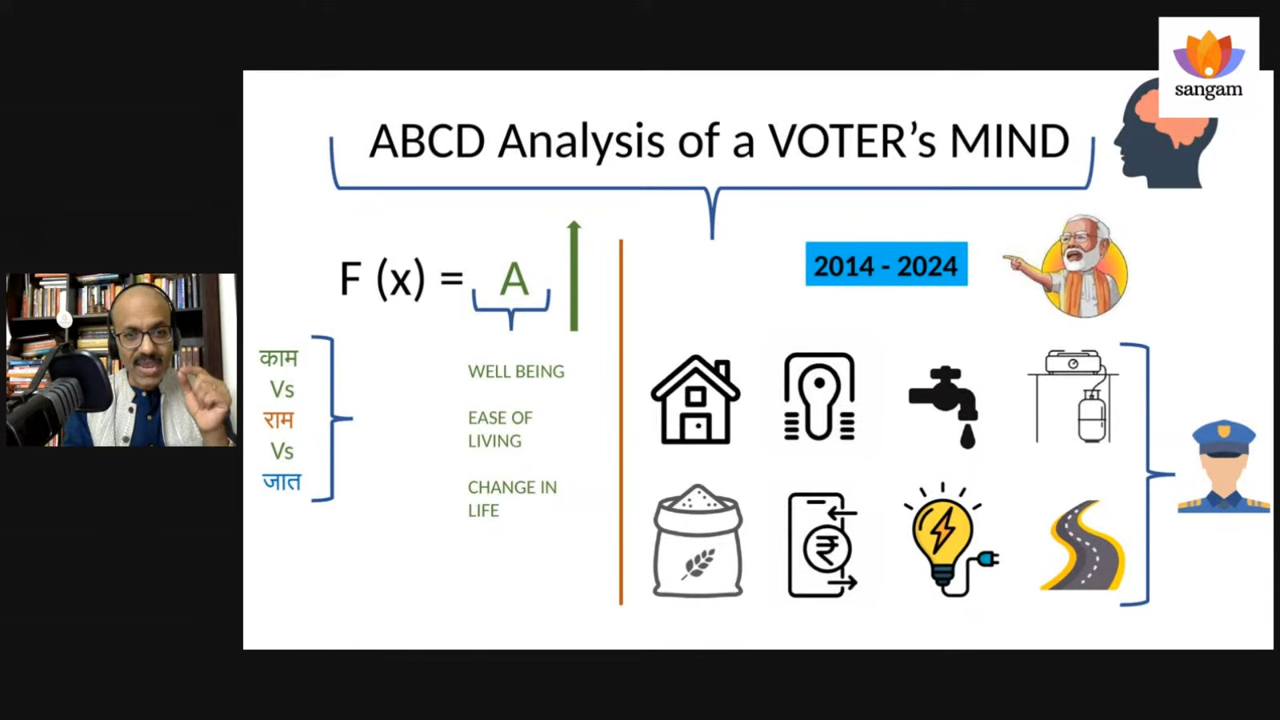 sangam
ABCD Analysis of a VOTER's MIND
F (x) = A
2014 - 2024
काम
Vs
राम
Vs
जात
WELL BEING
EASE OF
LIVING
CHANGE IN
LIFE
₹